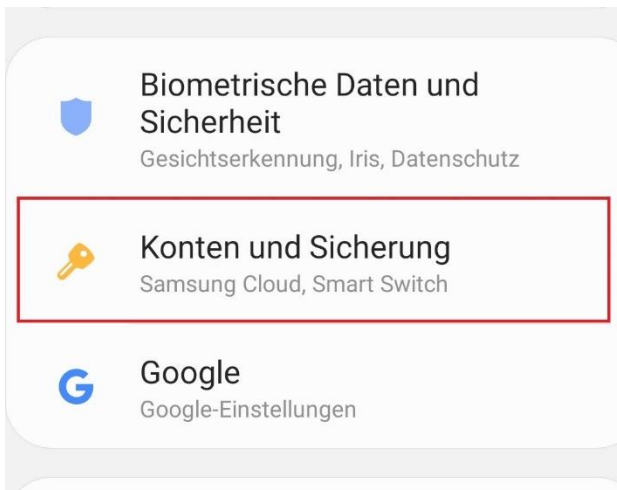 Biometrische Daten und
Sicherheit
Gesichtserkennung, Iris, Datenschutz
Konten und Sicherung
Samsung Cloud, Smart Switch
Google
Google-Einstellungen